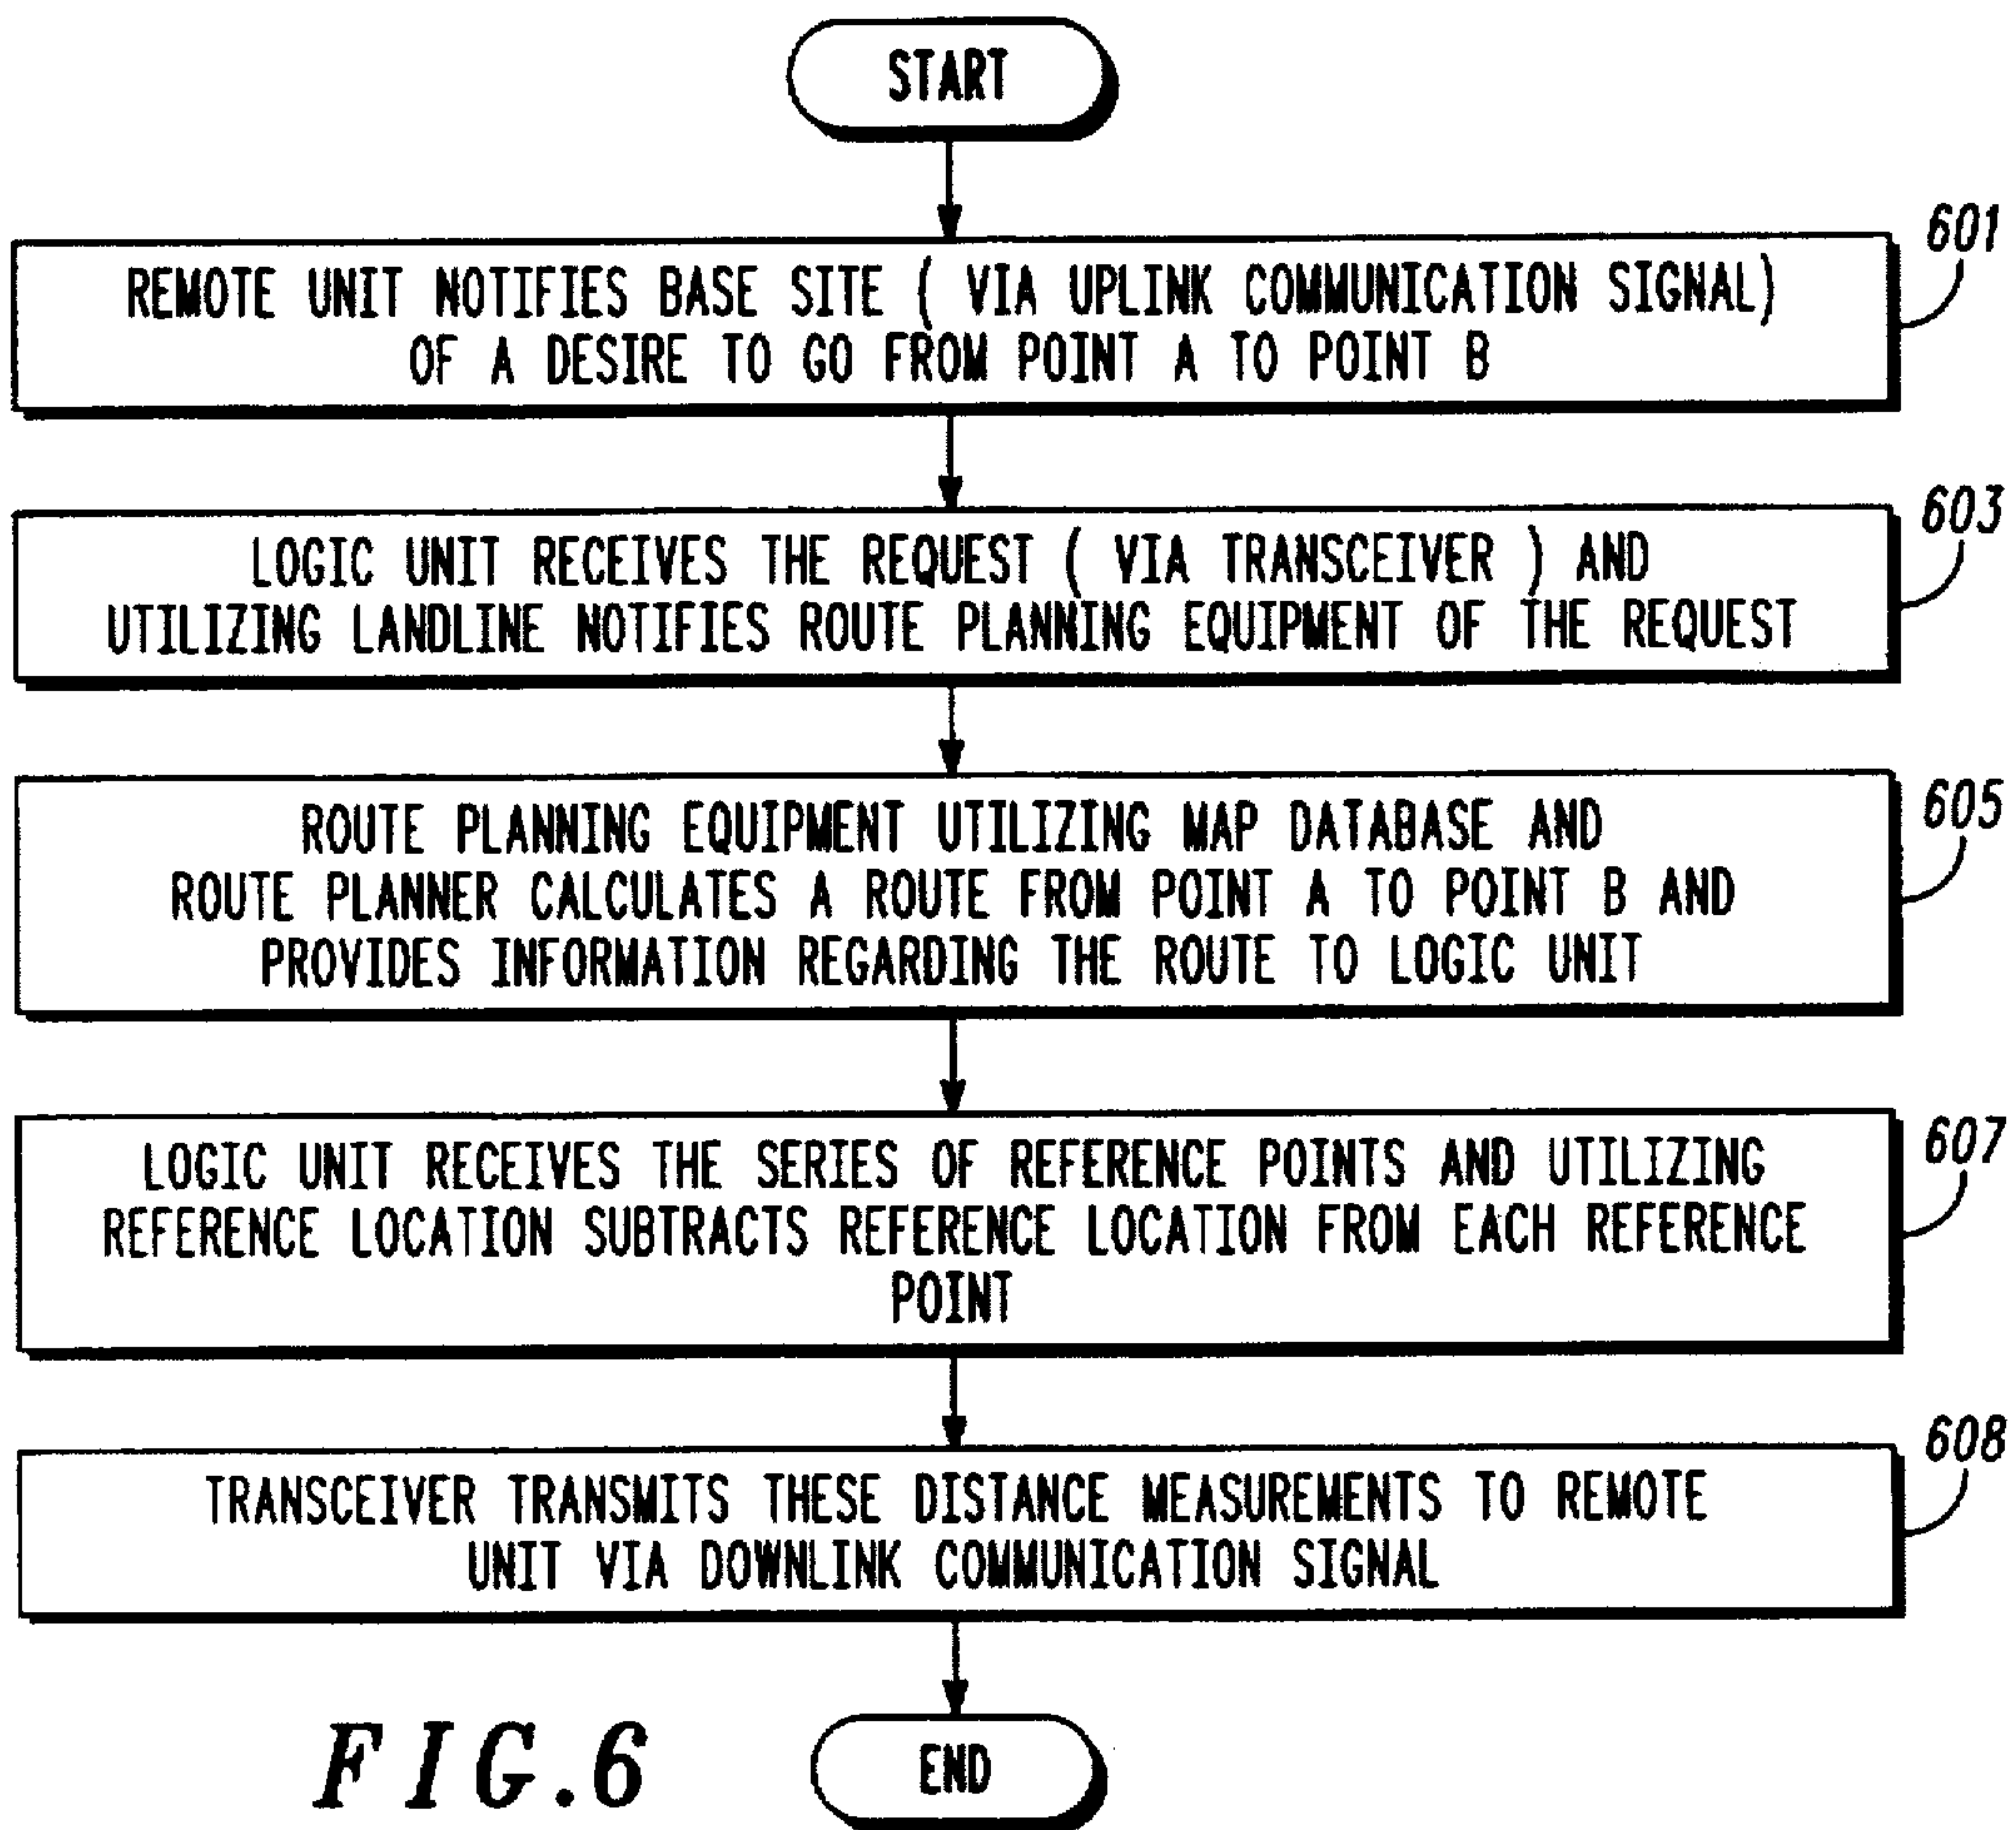 START
601
REMOTE UNIT NOTIFIES BASE SITE ( VIA UPLINK COMMUNICATION SIGNAL)
OF A DESIRE TO GO FROM POINT A TO POINT B
603
LOGIC UNIT RECEIVES THE REQUEST ( VIA TRANSCEIVER ) AND
UTILIZING LANDLINE NOTIFIES ROUTE PLANNING EQUIPMENT OF THE REQUEST
605
ROUTE PLANNING EQUIPMENT UTILIZING MAP DATABASE AND
ROUTE PLANNER CALCULATES A ROUTE FROM POINT A TO POINT B AND
PROVIDES INFORMATION REGARDING THE ROUTE TO LOGIC UNIT
607
LOGIC UNIT RECEIVES THE SERIES OF REFERENCE POINTS AND UTILIZING
REFERENCE LOCATION SUBTRACTS REFERENCE LOCATION FROM EACH REFERENCE
POINT
608
TRANSCEIVER TRANSMITS THESE DISTANCE MEASUREMENTS TO REMOTE
UNIT VIA DOWNLINK COMMUNICATION SIGNAL
END
FIG.6